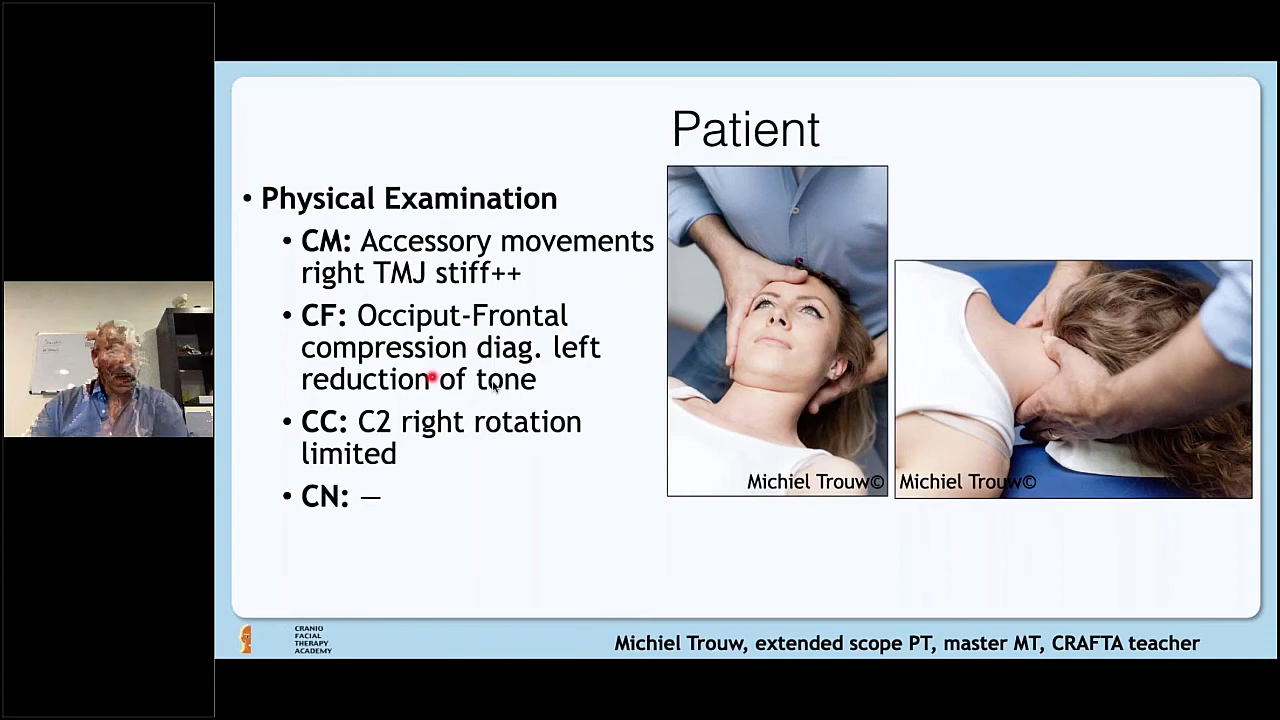 Patient
• Physical Examination
• CM: Accessory movements
right TMJ stiff++
• CF: Occiput-Frontal
compression diag. left
reduction of tone
• CC: C2 right rotation
limited
• CN: —
Michiel Trouw©
Michiel Trouw©
CRANIO
FACIAL
THERAPY
ACADEMY
Michiel Trouw, extended scope PT, master MT, CRAFTA teacher